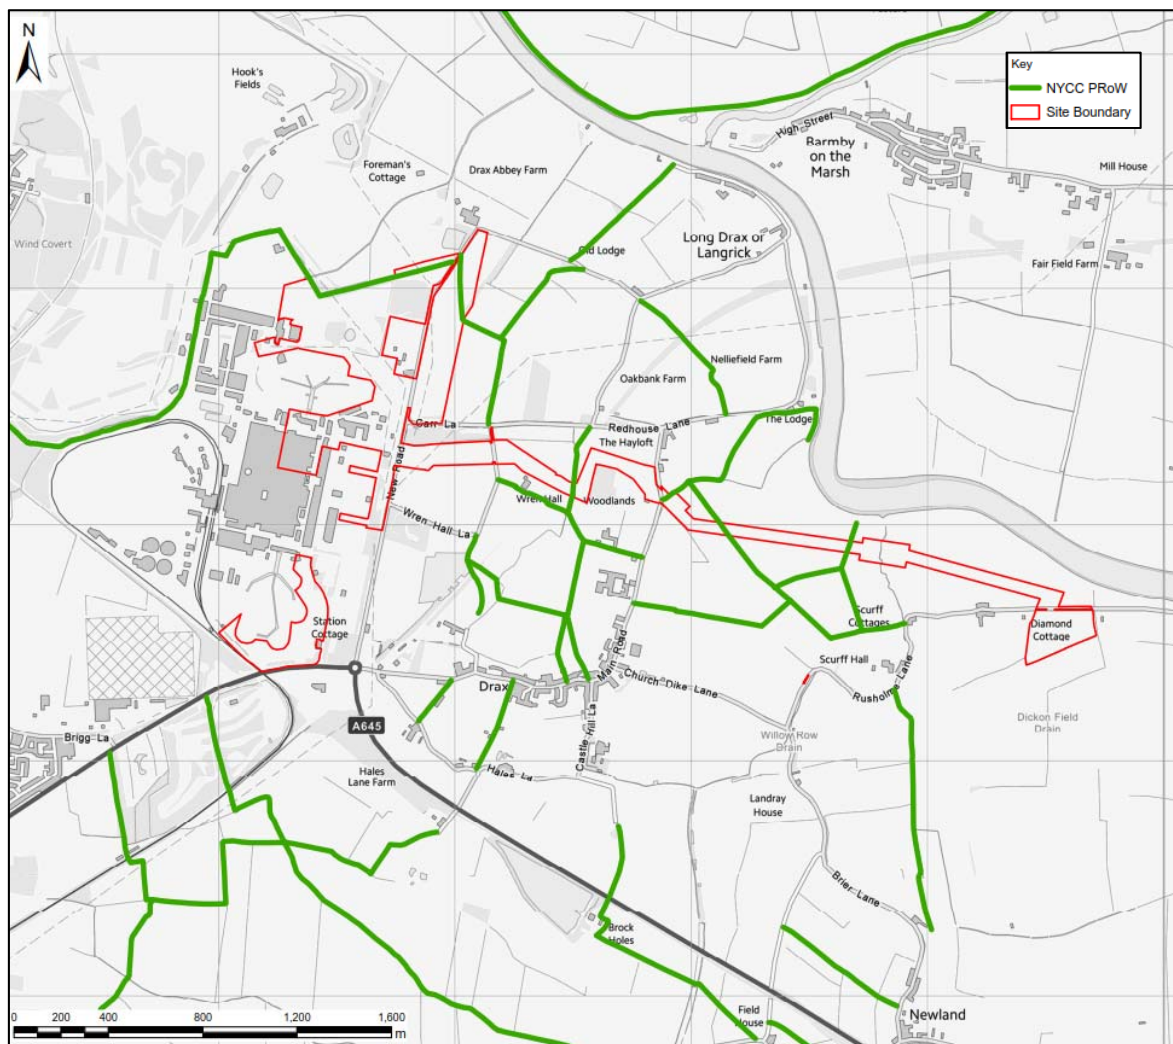 N
Key
NYCC PRoW
Site Boundary
Hook's
Fields
High Street
Barmby
on the
Marsh
Foreman's
Cottage
Drax Abbey Farm
Mill House
Wind Covert
Old Lodge
Long Drax or
Langrick
Fair Field Farm
Nelliefield Farm
Oakbank Farm
Carr La
Redhouse Lane
The Lodge
The Hayloft
New Road
Wren Hall
Woodlands
Wren Hall La
Station
Cottage
Scurff
Cottages
Diamond
Cottage
Main Road
Scurff Hall
Church Dike Lane
Drax
Rusholme Lane
A645
Castle Hill La
Willow Row
Drain
Dickon Field
Drain
Brigg La
Hales
Lane Farm
Hales La
Landray
House
Brier Lane
Brock
Holes
Field
House
Newland
0 200 400 800 1,200 1,600
m